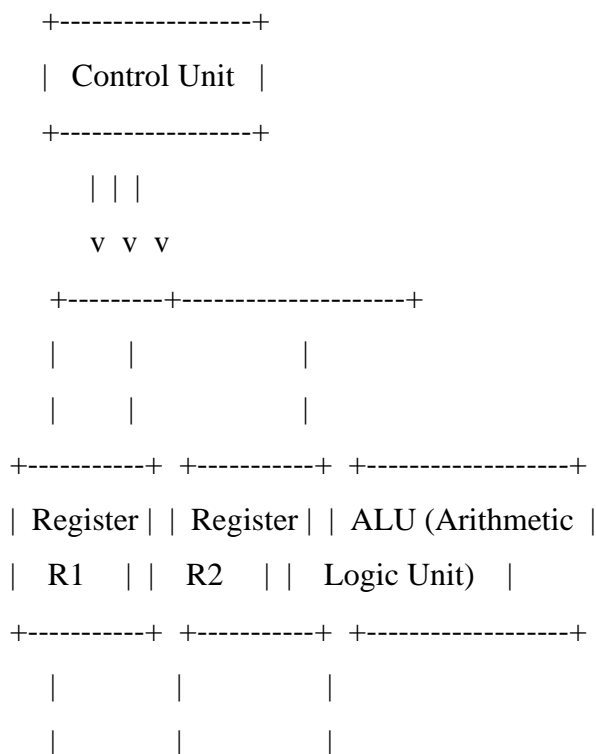 +------------------+
| Control Unit |
+------------------+
| | |
v v v
+---------+---------------------+
| | |
| | |
+-----------+ +-----------+ +-------------------+
| Register | | Register | | ALU (Arithmetic |
| R1 | | R2 | | Logic Unit) |
+-----------+ +-----------+ +-------------------+
| | |
| | |